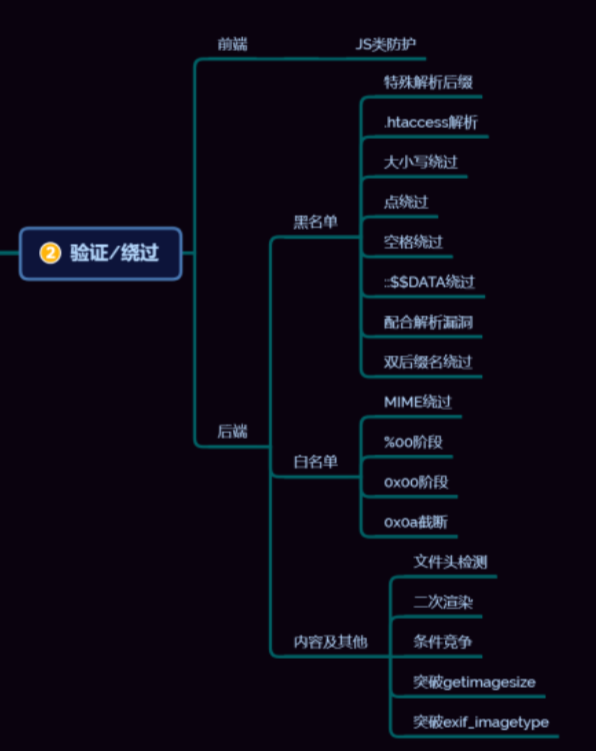 ② 验证/绕过
前端
JS类防护
后端
黑名单
特殊解析后缀
.htaccess解析
大小写绕过
点绕过
空格绕过
::$$DATA绕过
配合解析漏洞
双后缀名绕过
白名单
MIME绕过
%00阶段
0x00阶段
0x0a截断
内容及其他
文件头检测
二次渲染
条件竞争
突破getimagesize
突破exif_imagetype